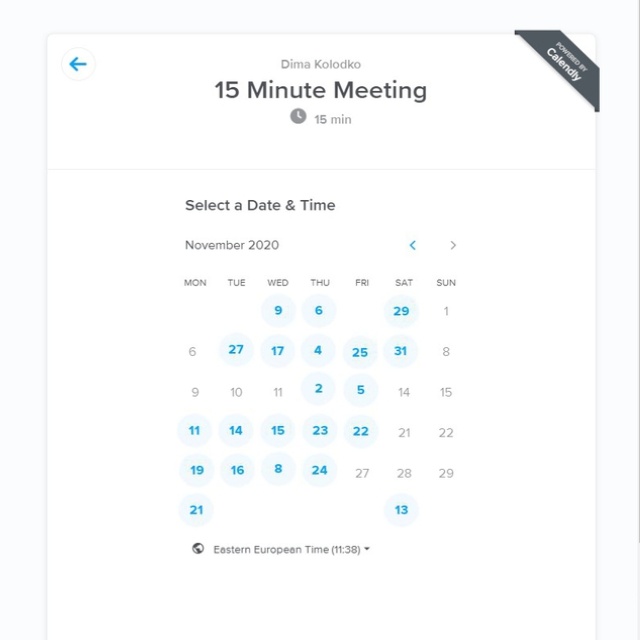 POWERED BY
Calendly
Dima Kolodko
15 Minute Meeting
15 min
Select a Date & Time
November 2020
MON TUE WED THU FRI SAT SUN
9 6 29 1
6 27 17 4 25 31 8
9 10 11 2 5 14 15
11 14 15 23 22 21 22
19 16 8 24 27 28 29
21 13
Eastern European Time (11:38)